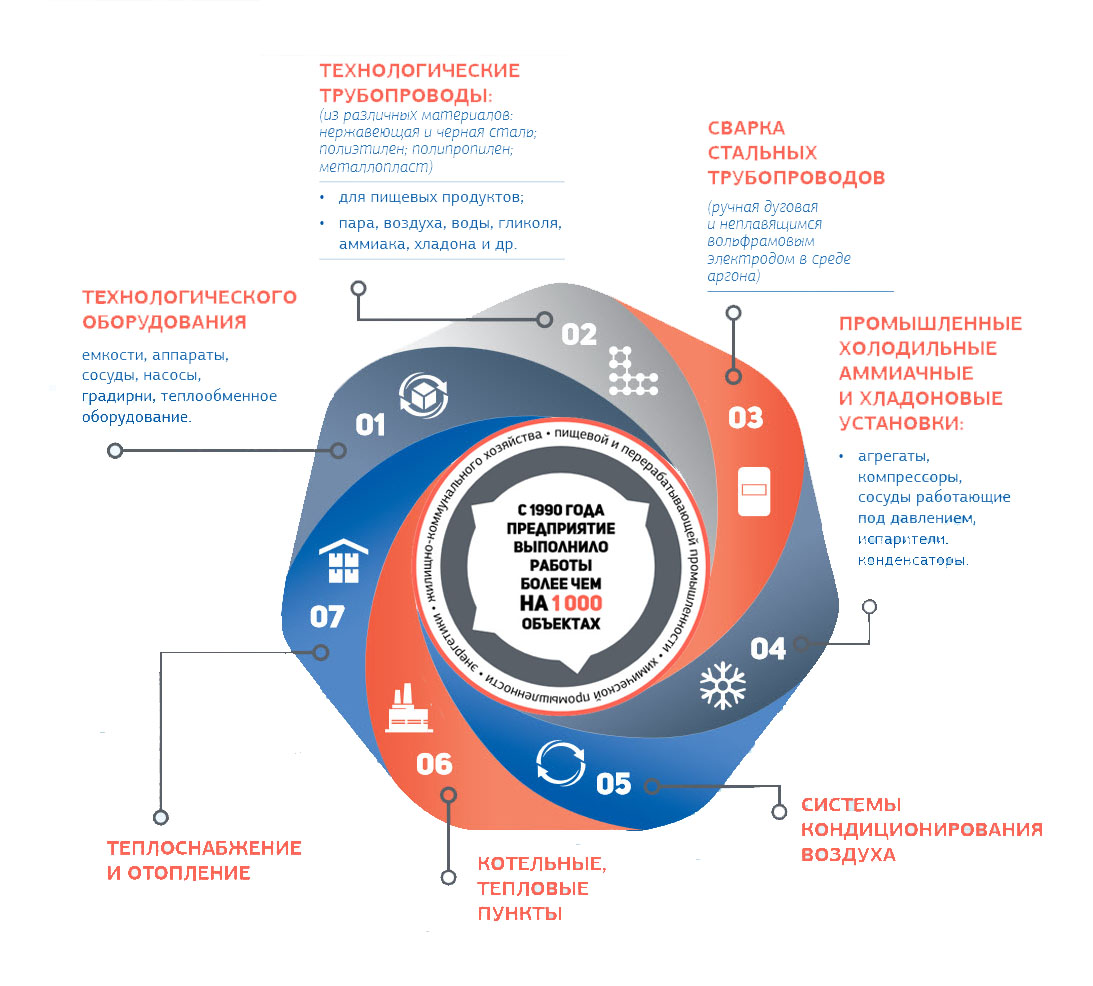 ТЕХНОЛОГИЧЕСКИЕ
ТРУБОПРОВОДЫ:
(из различных материалов:
нержавеющая и черная сталь;
полиэтилен; полипропилен;
металлопласт)
• для пищевых продуктов;
• пара, воздуха, воды, гликоля,
аммиака, хладона и др.
СВАРКА
СТАЛЬНЫХ
ТРУБОПРОВОДОВ
(ручная дуговая
и неплавящимся
вольфрамовым
электродом в среде
аргона)
ТЕХНОЛОГИЧЕСКОГО
ОБОРУДОВАНИЯ
емкости, аппараты,
сосуды, насосы,
градирни, теплообменное
оборудование.
ПРОМЫШЛЕННЫЕ
ХОЛОДИЛЬНЫЕ
АММИАЧНЫЕ
И ХЛАДОНОВЫЕ
УСТАНОВКИ:
• агрегаты,
компрессоры,
сосуды работающие
под давлением,
испарители.
конденсаторы.
01
02
03
04
05
06
07
жилищно-коммунального хозяйства • пищевой и перерабатывающей промышленности • химической промышленности • энергетики •
С 1990 ГОДА
ПРЕДПРИЯТИЕ
ВЫПОЛНИЛО
РАБОТЫ
БОЛЕЕ ЧЕМ
НА 1 000
ОБЪЕКТАХ
СИСТЕМЫ
КОНДИЦИОНИРОВАНИЯ
ВОЗДУХА
КОТЕЛЬНЫЕ,
ТЕПЛОВЫЕ
ПУНКТЫ
ТЕПЛОСНАБЖЕНИЕ
И ОТОПЛЕНИЕ